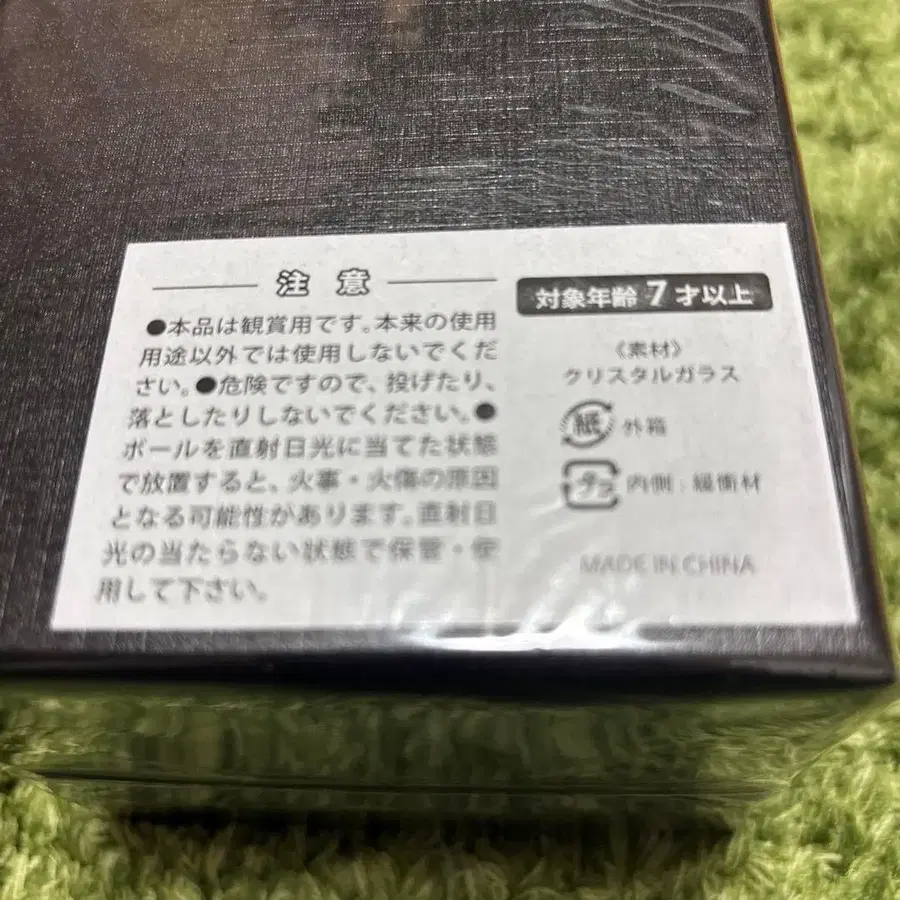 注意
●本品は観賞用です。本来の使用
用途以外では使用しないでくだ
さい。●危険ですので、投げたり、
落としたりしないでください。●
ボールを直射日光に当てた状態
で放置すると、火事・火傷の原因
となる可能性があります。直射日
光の当たらない状態で保管・使
用して下さい。
対象年齢 7 才以上
《素材》
クリスタルガラス
紙 外箱
プラ 内側:緩衝材
MADE IN CHINA